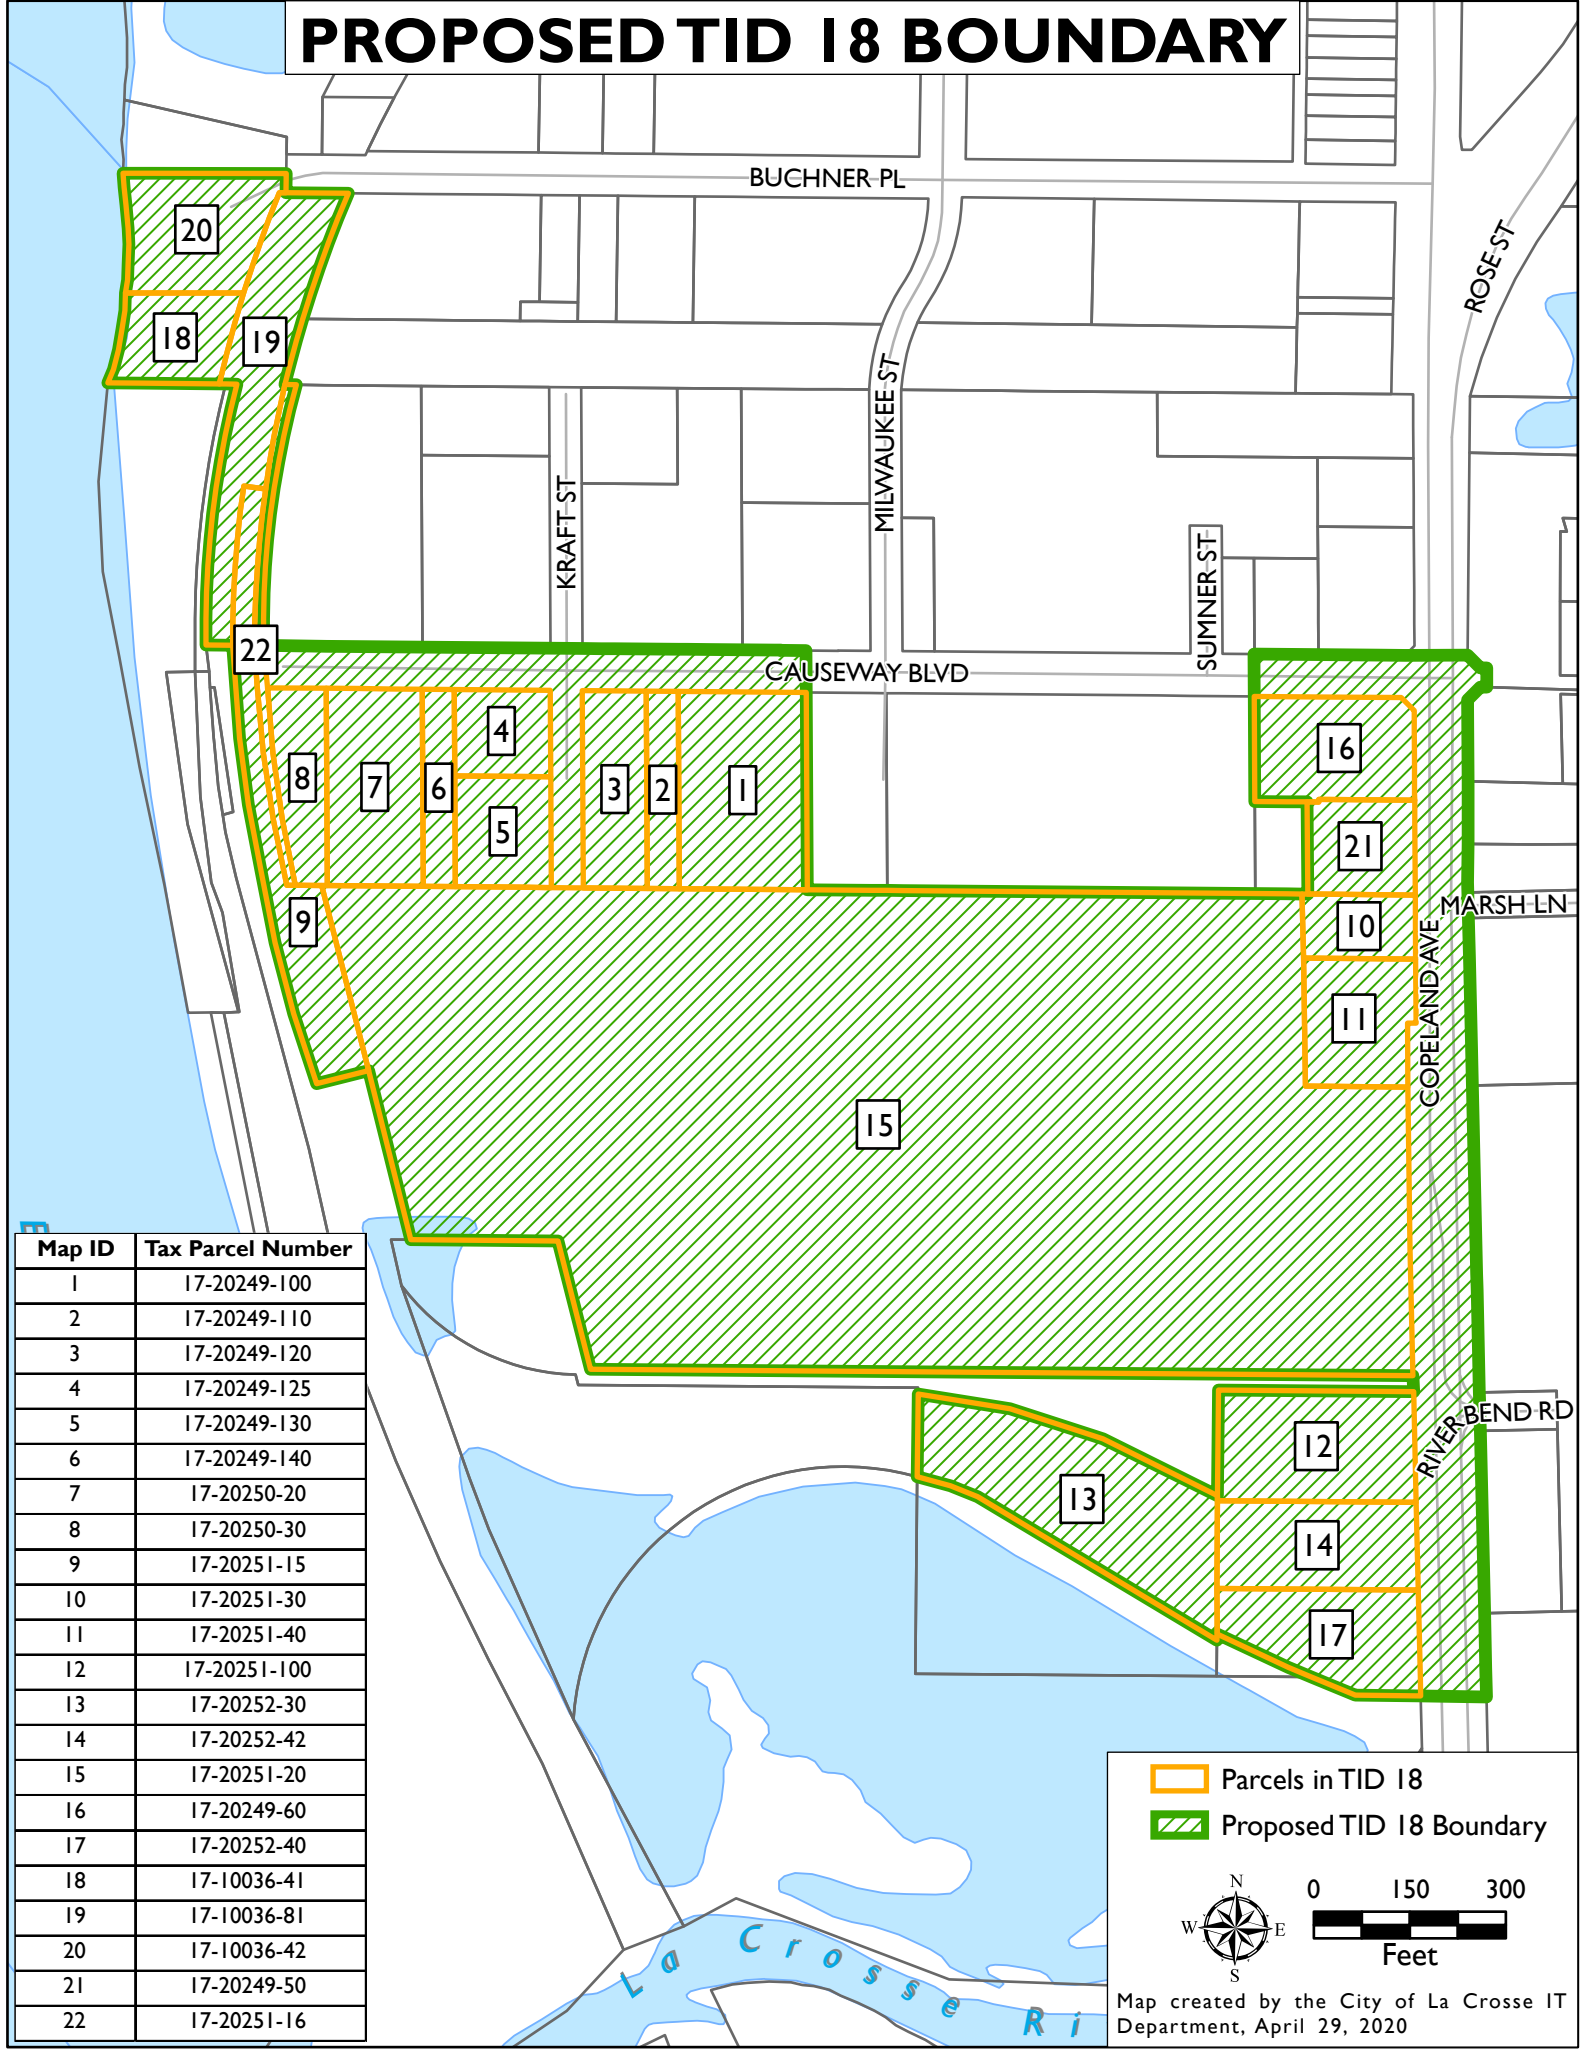 PROPOSED TID 18 BOUNDARY
BUCHNER PL
20
ROSE ST
18
19
MILWAUKEE ST
KRAFT ST
SUMNER ST
22
CAUSEWAY BLVD
4
16
8
7
6
3
2
1
5
21
MARSH LN
9
10
COPELAND AVE
11
15
RIVER BEND RD
12
13
14
17
Map ID Tax Parcel Number
1 17-20249-100
2 17-20249-110
3 17-20249-120
4 17-20249-125
5 17-20249-130
6 17-20249-140
7 17-20250-20
8 17-20250-30
9 17-20251-15
10 17-20251-30
11 17-20251-40
12 17-20251-100
13 17-20252-30
14 17-20252-42
15 17-20251-20
16 17-20249-60
17 17-20252-40
18 17-10036-41
19 17-10036-81
20 17-10036-42
21 17-20249-50
22 17-20251-16
La Crosse Ri
Parcels in TID 18
Proposed TID 18 Boundary
N
W E
S
0 150 300
Feet
Map created by the City of La Crosse IT
Department, April 29, 2020